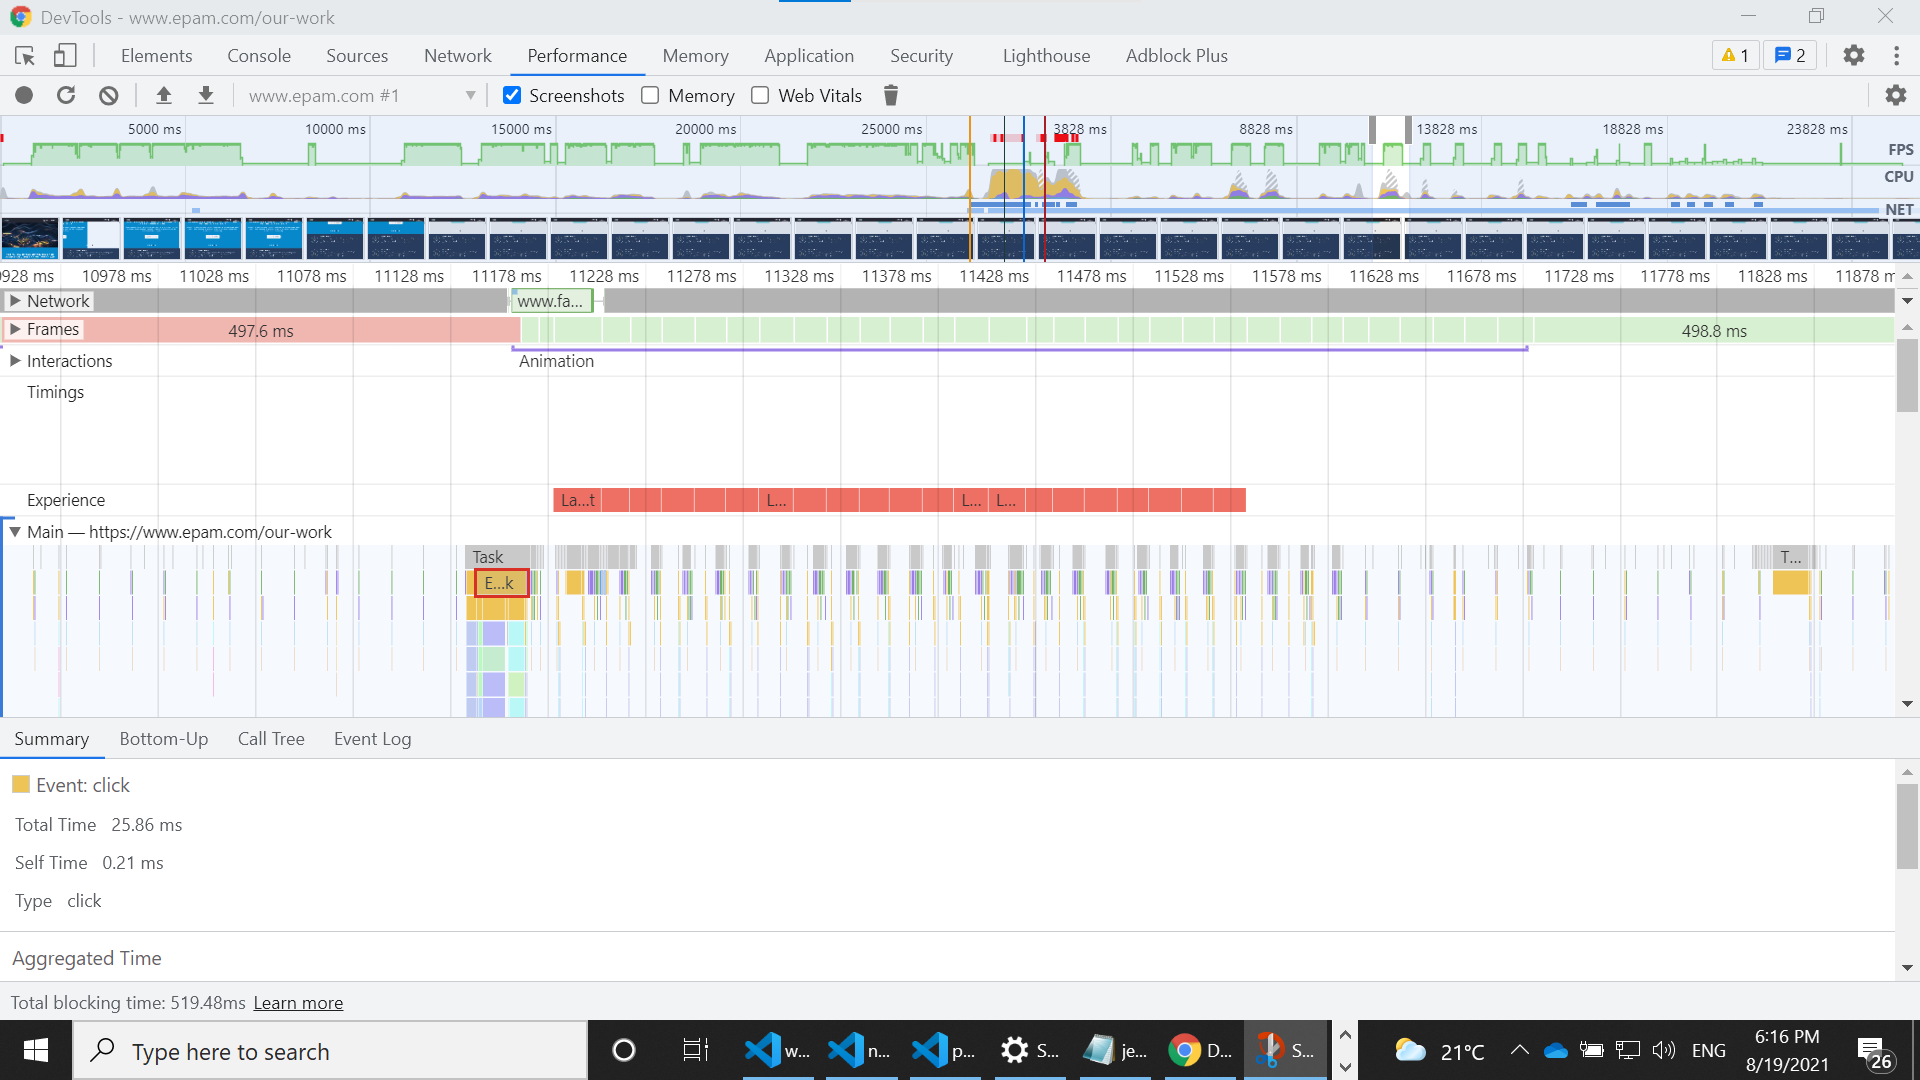 DevTools - www.epam.com/our-work
Elements Console Sources Network Performance Memory Application Security Lighthouse Adblock Plus 1 2
www.epam.com #1 Screenshots Memory Web Vitals
5000 ms 10000 ms 15000 ms 20000 ms 25000 ms 3828 ms 8828 ms 13828 ms 18828 ms 23828 ms
FPS
CPU
NET
0928 ms 10978 ms 11028 ms 11078 ms 11128 ms 11178 ms 11228 ms 11278 ms 11328 ms 11378 ms 11428 ms 11478 ms 11528 ms 11578 ms 11628 ms 11678 ms 11728 ms 11778 ms 11828 ms 11878 m
Network www.fa...
Frames 497.6 ms 498.8 ms
Interactions Animation
Timings
Experience La...t L... L... L...
Main — https://www.epam.com/our-work
Task T...
E...k
Summary Bottom-Up Call Tree Event Log
Event: click
Total Time 25.86 ms
Self Time 0.21 ms
Type click
Aggregated Time
Total blocking time: 519.48ms Learn more
Type here to search w... n... p... S... je... D... S... 21°C ENG 6:16 PM
8/19/2021 26